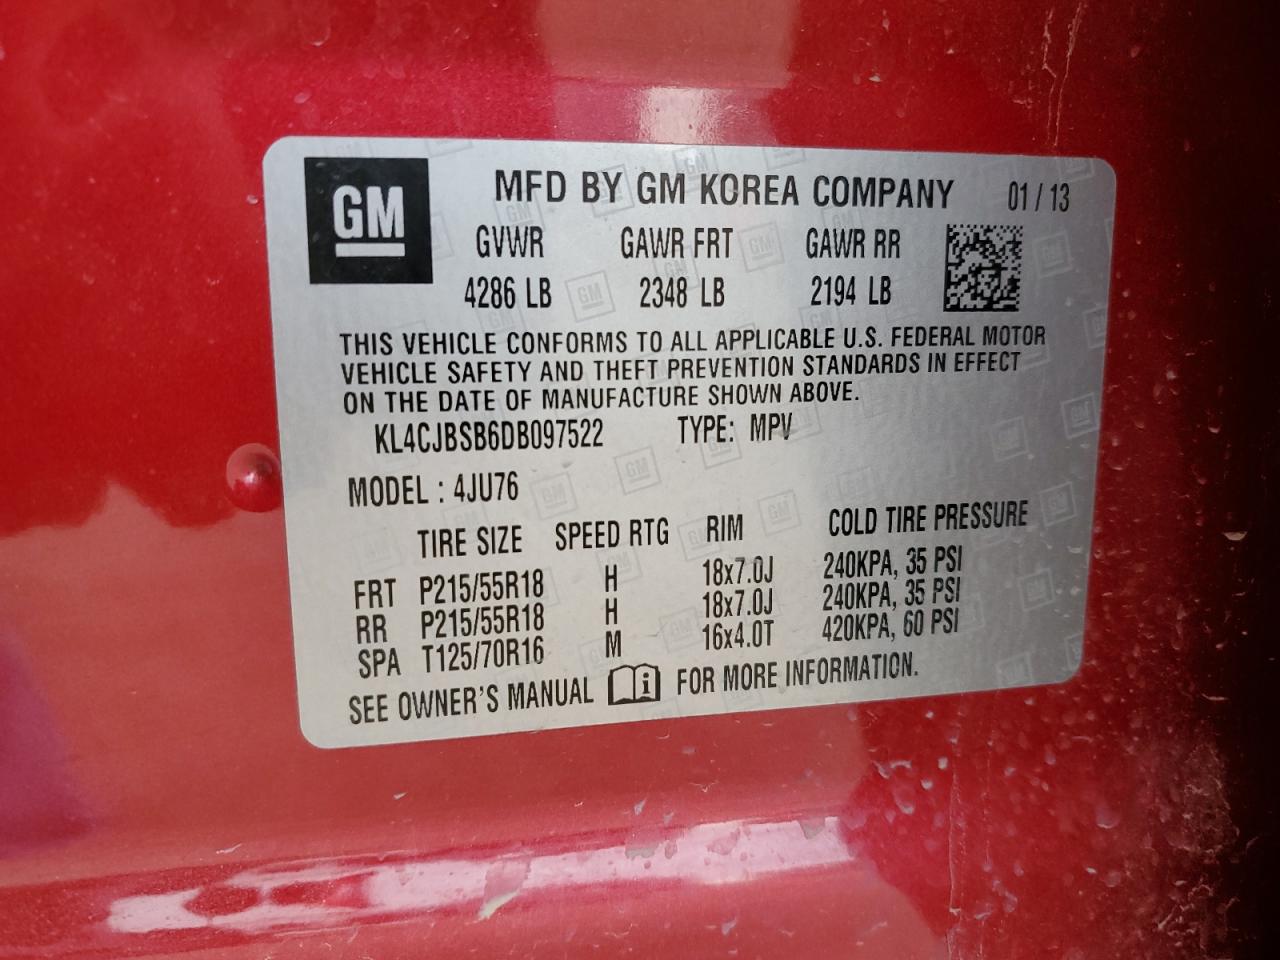 GM
MFD BY GM KOREA COMPANY 01 / 13
GVWR GAWR FRT GAWR RR
4286 LB 2348 LB 2194 LB
THIS VEHICLE CONFORMS TO ALL APPLICABLE U.S. FEDERAL MOTOR
VEHICLE SAFETY AND THEFT PREVENTION STANDARDS IN EFFECT
ON THE DATE OF MANUFACTURE SHOWN ABOVE.
KL4CJBSB6DB097522 TYPE: MPV
MODEL : 4JU76
TIRE SIZE SPEED RTG RIM COLD TIRE PRESSURE
FRT P215/55R18 H 18x7.0J 240KPA, 35 PSI
RR P215/55R18 H 18x7.0J 240KPA, 35 PSI
SPA T125/70R16 M 16x4.0T 420KPA, 60 PSI
SEE OWNER'S MANUAL i FOR MORE INFORMATION.